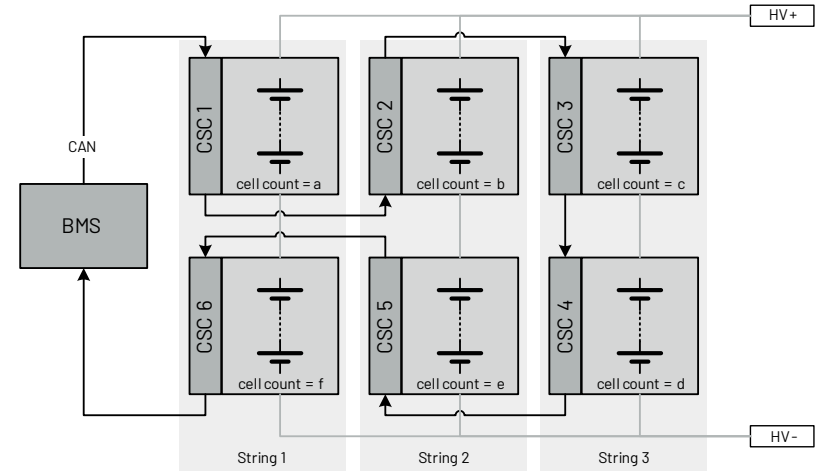 HV+
CAN
BMS
CSC 1
cell count = a
CSC 2
cell count = b
CSC 3
cell count = c
CSC 6
cell count = f
CSC 5
cell count = e
CSC 4
cell count = d
HV-
String 1
String 2
String 3